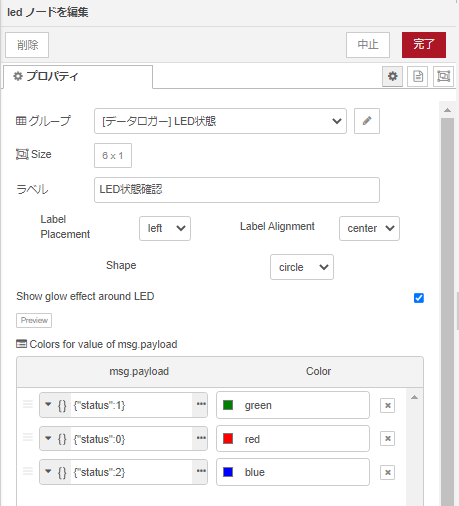 led ノードを編集
削除 中止 完了
プロパティ
グループ [データロガー] LED状態
Size 6 x 1
ラベル LED状態確認
Label Placement left Label Alignment center
Shape circle
Show glow effect around LED
Preview
Colors for value of msg.payload
msg.payload Color
{} {"status":1} ••• green
{} {"status":0} ••• red
{} {"status":2} ••• blue